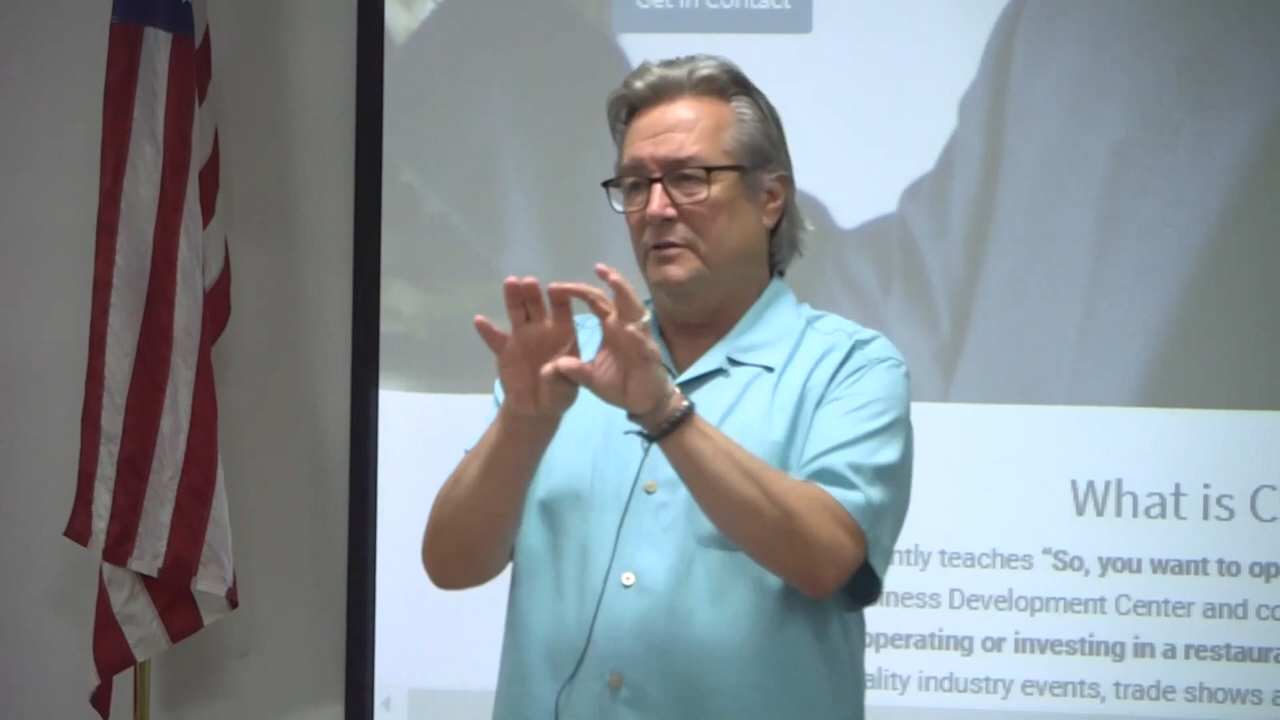 Get in Contact
What is C
ntly teaches “So, you want to op
iness Development Center and co
operating or investing in a restaura
ality industry events, trade shows a